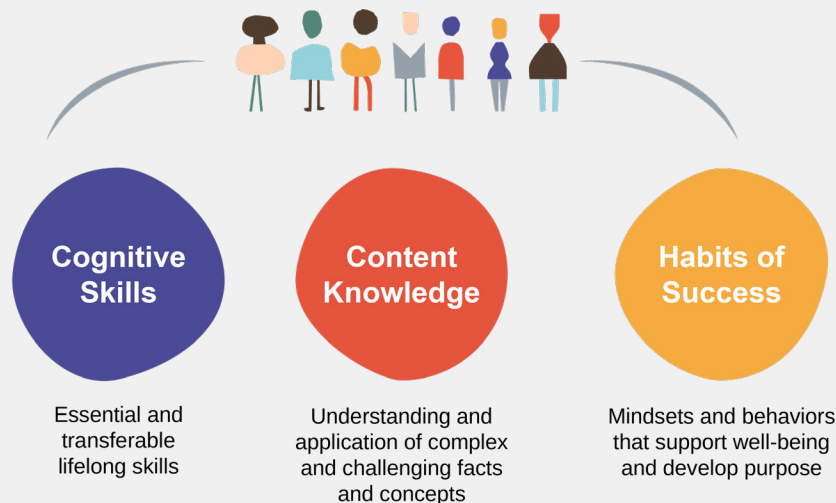 Cognitive
Skills
Content
Knowledge
Habits of
Success
Essential and
transferable
lifelong skills
Understanding and
application of complex
and challenging facts
and concepts
Mindsets and behaviors
that support well-being
and develop purpose